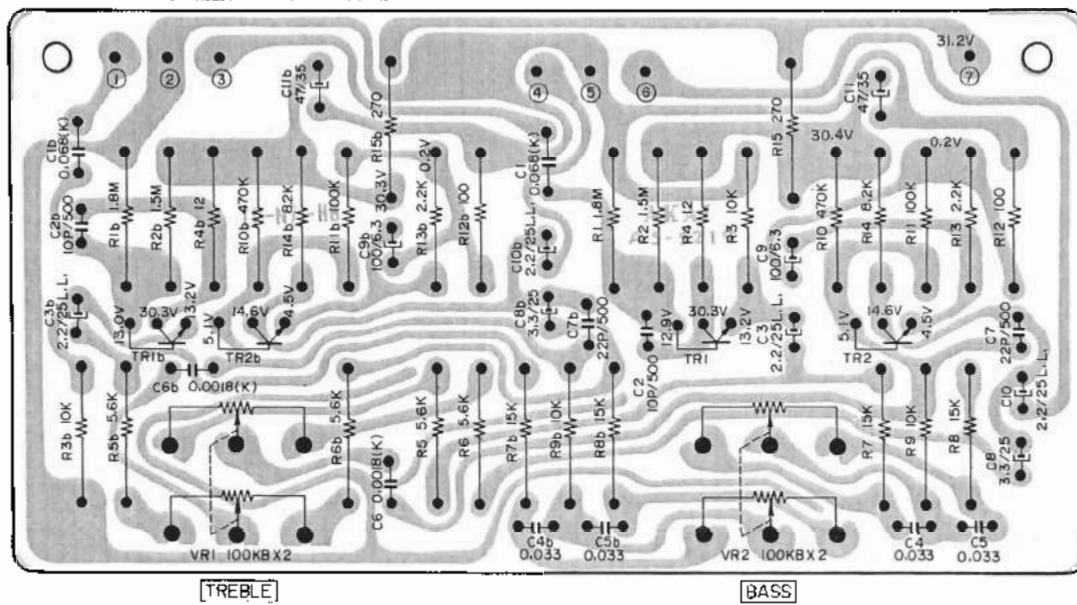 31.2V
1
2
3
4
5
6
7
C11b
47/35
C11
47/35
R15b 270
R15 270
C1b
0.068(K)
C1
0.068(K)
30.4V
0.2V
0.2V
R1b 1.8M
R2b 1.5M
R4b 12
R10b 470K
R14b 8.2K
R11b 100K
30.3V
R13b 2.2K
R12b 100
R1 1.8M
R2 1.5M
R4 12
R3 10K
R10 470K
R14 8.2K
R11 100K
R13 2.2K
R12 100
C2b
10P/500
C9b
100/6.3
C10b
2.2/25L.L.
C9
100/6.3
C3b
2.2/25L.L.
13.0V
30.3V
13.2V
TR1b
5.1V
14.6V
4.5V
TR2b
C8b
3.3/25
C7b
22P/500
C2
10P/500
12.9V
30.3V
13.2V
TR1
C3
2.2/25L.L.
5.1V
14.6V
4.5V
TR2
C7
22P/500
C6b 0.0018(K)
C10
2.2/25 L.L.
R3b 10K
R5b 5.6K
R6b 5.6K
C6 0.0018(K)
R5 5.6K
R6 5.6K
R7b 15K
R9b 10K
R8b 15K
R7 15K
R9 10K
R8 15K
C8
3.3/25
VR1 100KBX2
C4b
0.033
C5b
0.033
VR2 100KBX2
C4
0.033
C5
0.033
TREBLE
BASS